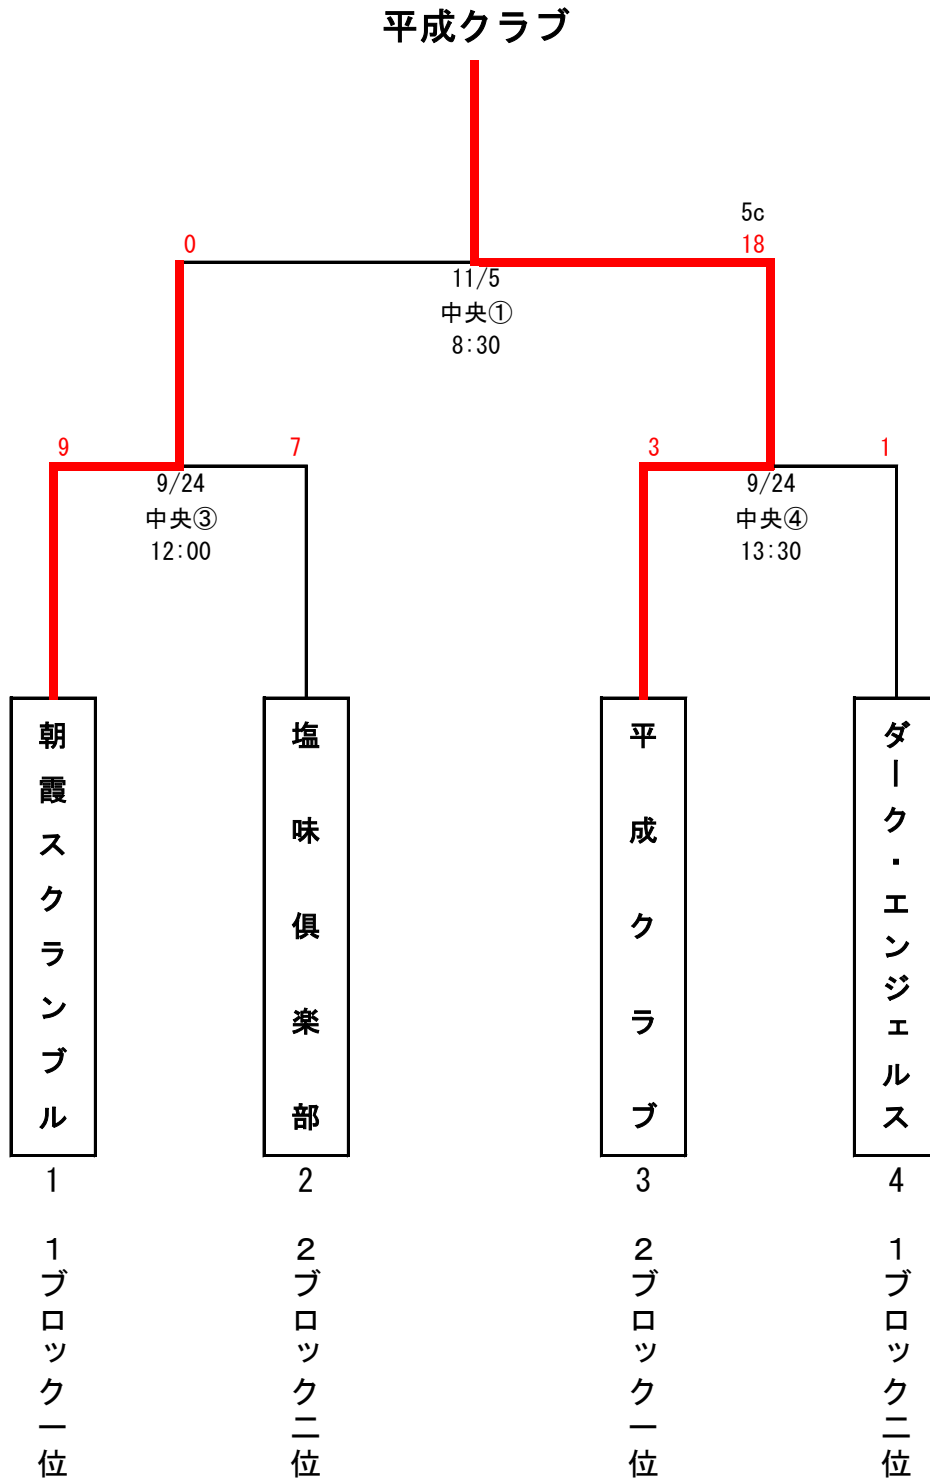 平成クラブ
5c
0
18
11/5
中央①
8:30
9
7
3
1
9/24
中央③
12:00
9/24
中央④
13:30
朝霞スクランブル
塩味倶楽部
平成クラブ
ダーク・エンジェルス
1
2
3
4
1ブロック一位
2ブロック二位
2ブロック一位
1ブロック二位